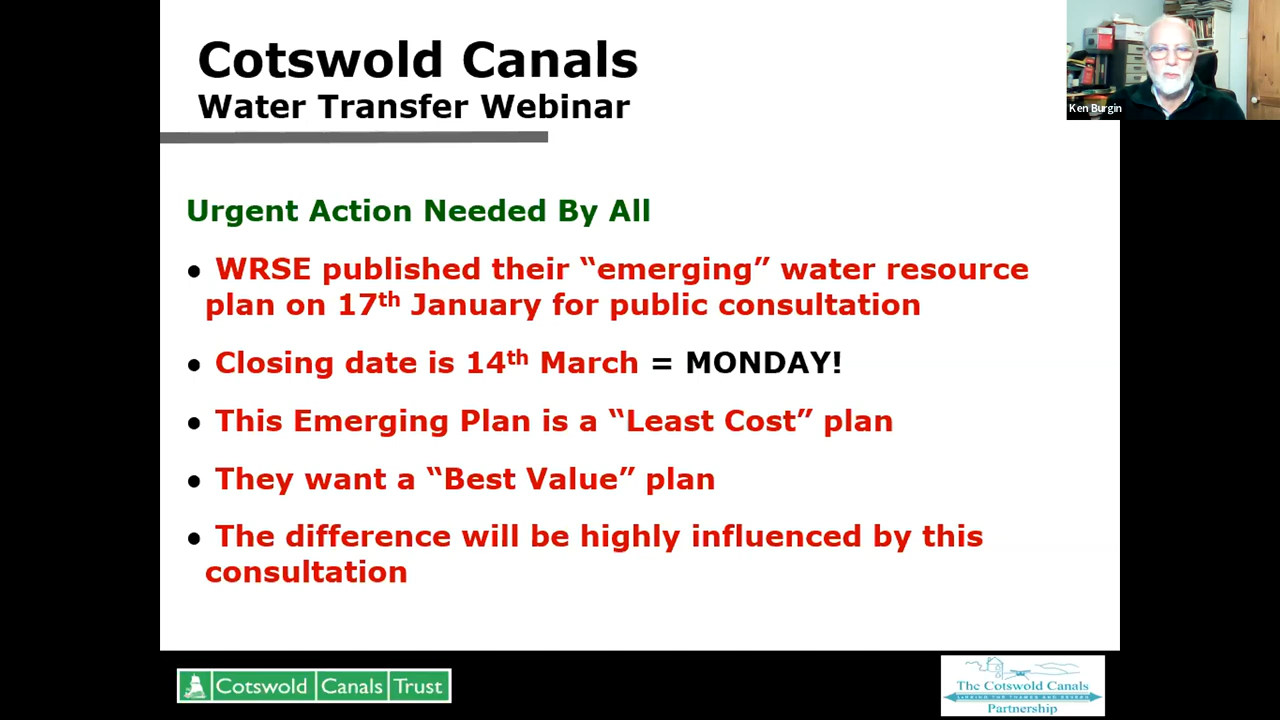 Cotswold Canals
Water Transfer Webinar
Ken Burgin
Urgent Action Needed By All
• WRSE published their “emerging” water resource
plan on 17th January for public consultation
• Closing date is 14th March = MONDAY!
• This Emerging Plan is a “Least Cost” plan
• They want a “Best Value” plan
• The difference will be highly influenced by this
consultation
Cotswold Canals Trust
The Cotswold Canals
Partnership